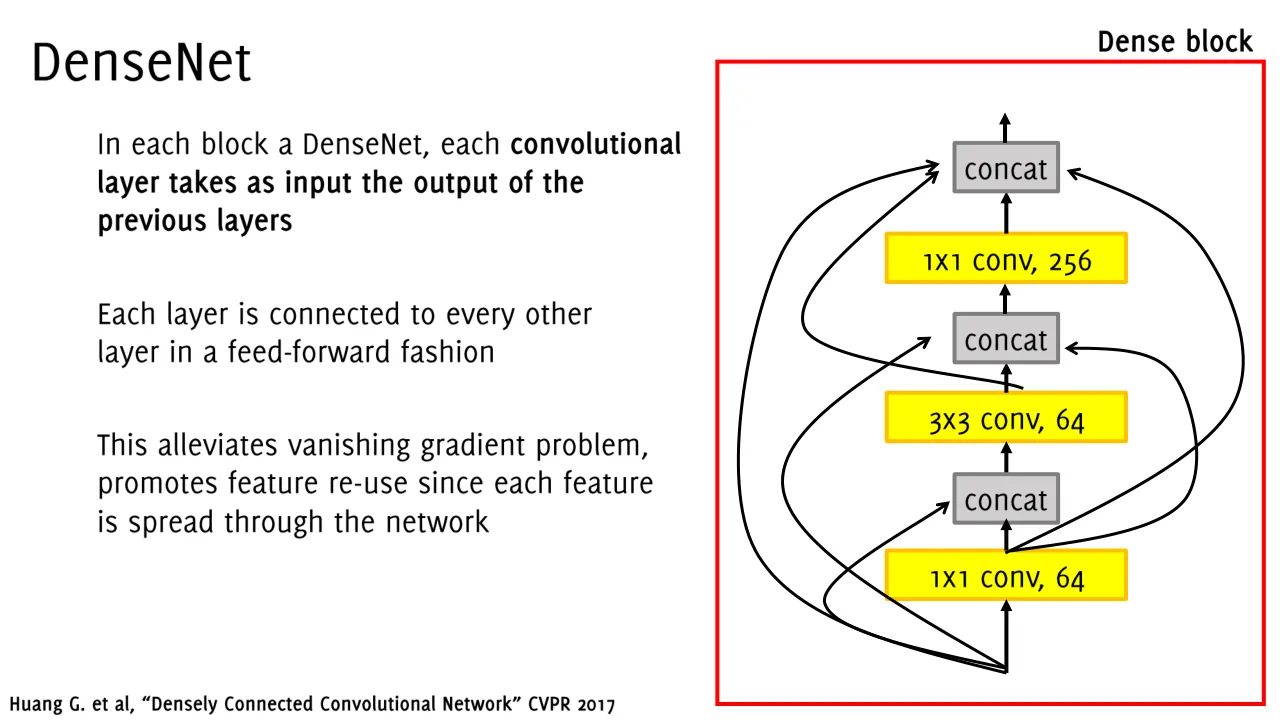 DenseNet
In each block a DenseNet, each convolutional
layer takes as input the output of the
previous layers
Each layer is connected to every other
layer in a feed-forward fashion
This alleviates vanishing gradient problem,
promotes feature re-use since each feature
is spread through the network
Huang G. et al, “Densely Connected Convolutional Network” CVPR 2017
Dense block
concat
1x1 conv, 256
concat
3x3 conv, 64
concat
1x1 conv, 64